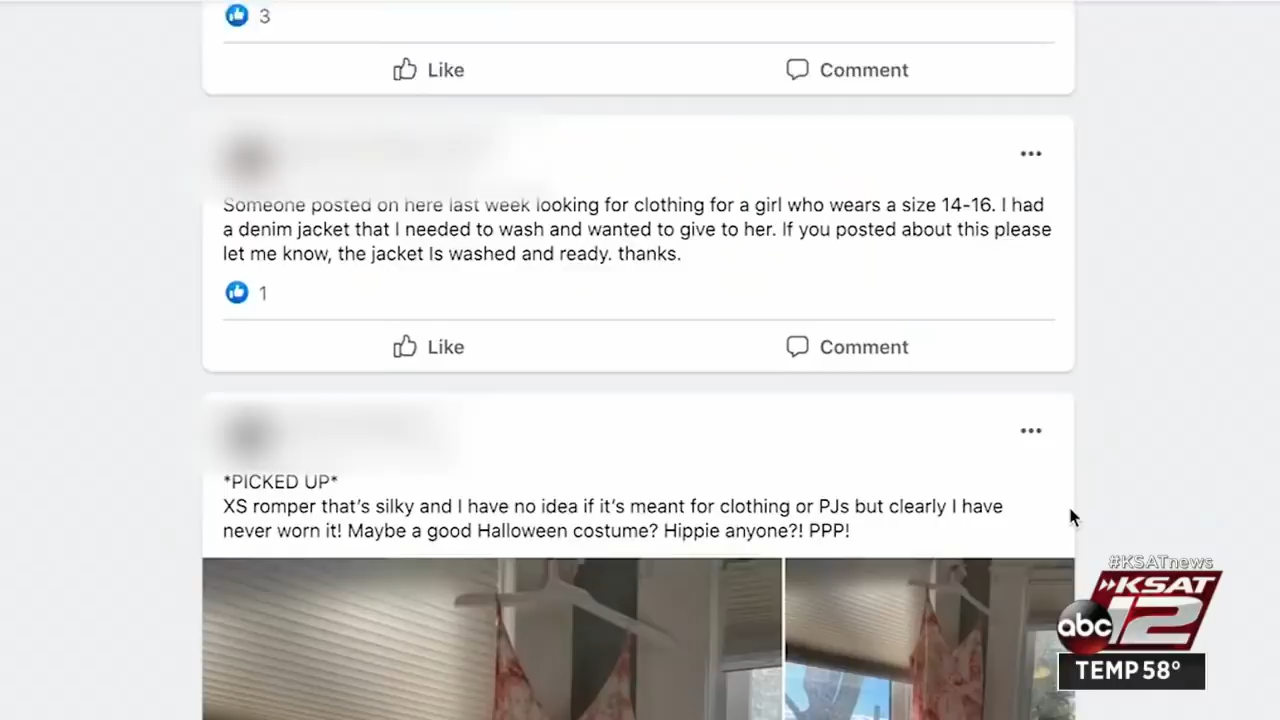 3
Like
Comment
Someone posted on here last week looking for clothing for a girl who wears a size 14-16. I had
a denim jacket that I needed to wash and wanted to give to her. If you posted about this please
let me know, the jacket Is washed and ready. thanks.
1
Like
Comment
*PICKED UP*
XS romper that's silky and I have no idea if it's meant for clothing or PJs but clearly I have
never worn it! Maybe a good Halloween costume? Hippie anyone?! PPP!
#KSATnews
KSAT
abc 12
TEMP 58°